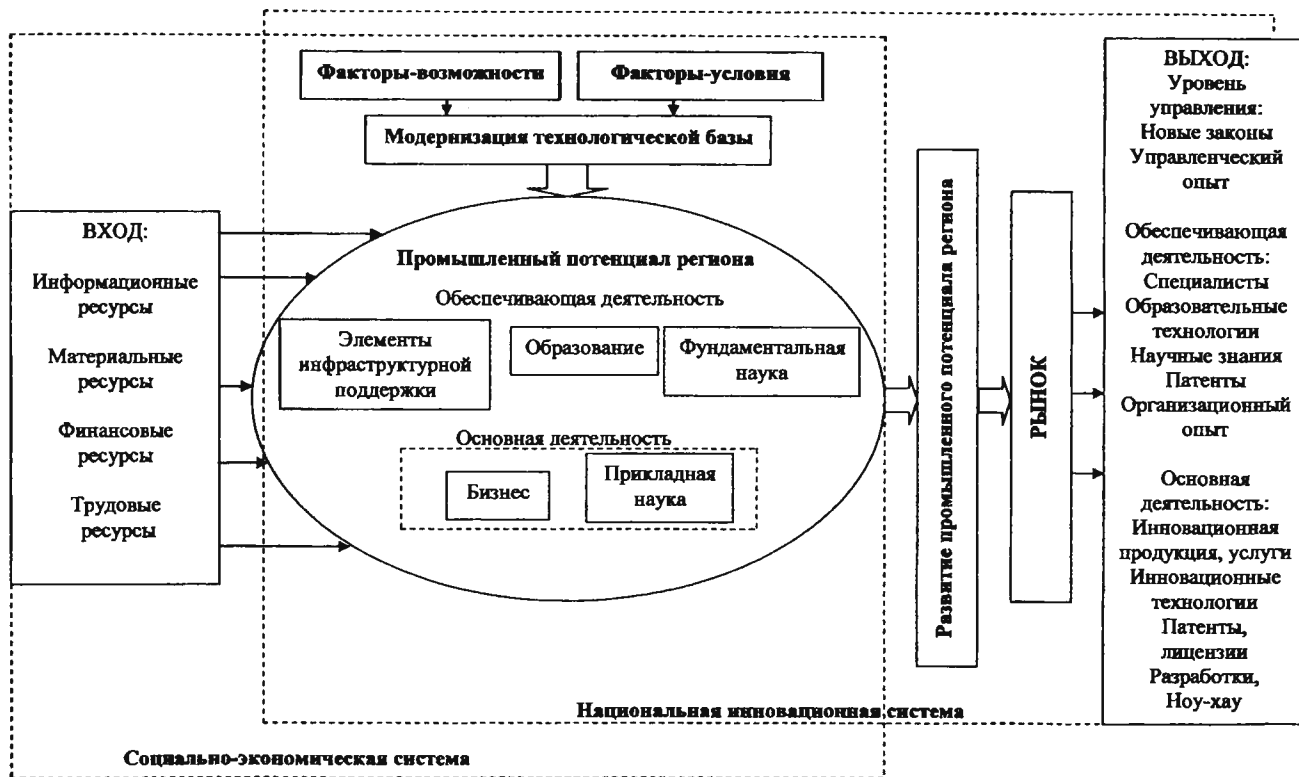 Факторы-возможности
Факторы-условия
Модернизация технологической базы
ВХОД:
Информационные
ресурсы
Материальные
ресурсы
Финансовые
ресурсы
Трудовые
ресурсы
Промышленный потенциал региона
Обеспечивающая деятельность
Элементы
инфраструктурной
поддержки
Образование
Фундаментальная
наука
Основная деятельность
Бизнес
Прикладная
наука
Развитие промышленного потенциала региона
РЫНОК
ВЫХОД:
Уровень
управления:
Новые законы
Управленческий
опыт
Обеспечивающая
деятельность:
Специалисты
Образовательные
технологии
Научные знания
Патенты
Организационный
опыт
Основная
деятельность:
Инновационная
продукция, услуги
Инновационные
технологии
Патенты,
лицензии
Разработки,
Ноу-хау
Национальная инновационная система
Социально-экономическая система